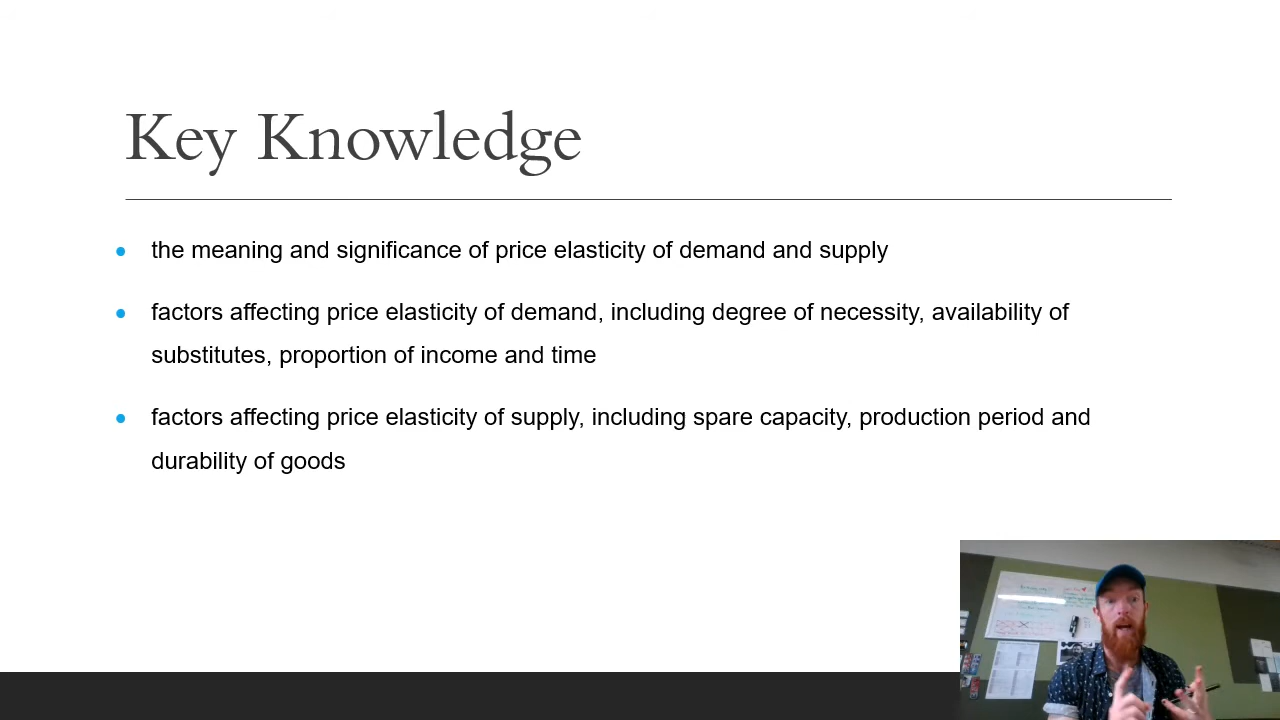 Key Knowledge
the meaning and significance of price elasticity of demand and supply
factors affecting price elasticity of demand, including degree of necessity, availability of
substitutes, proportion of income and time
factors affecting price elasticity of supply, including spare capacity, production period and
durability of goods